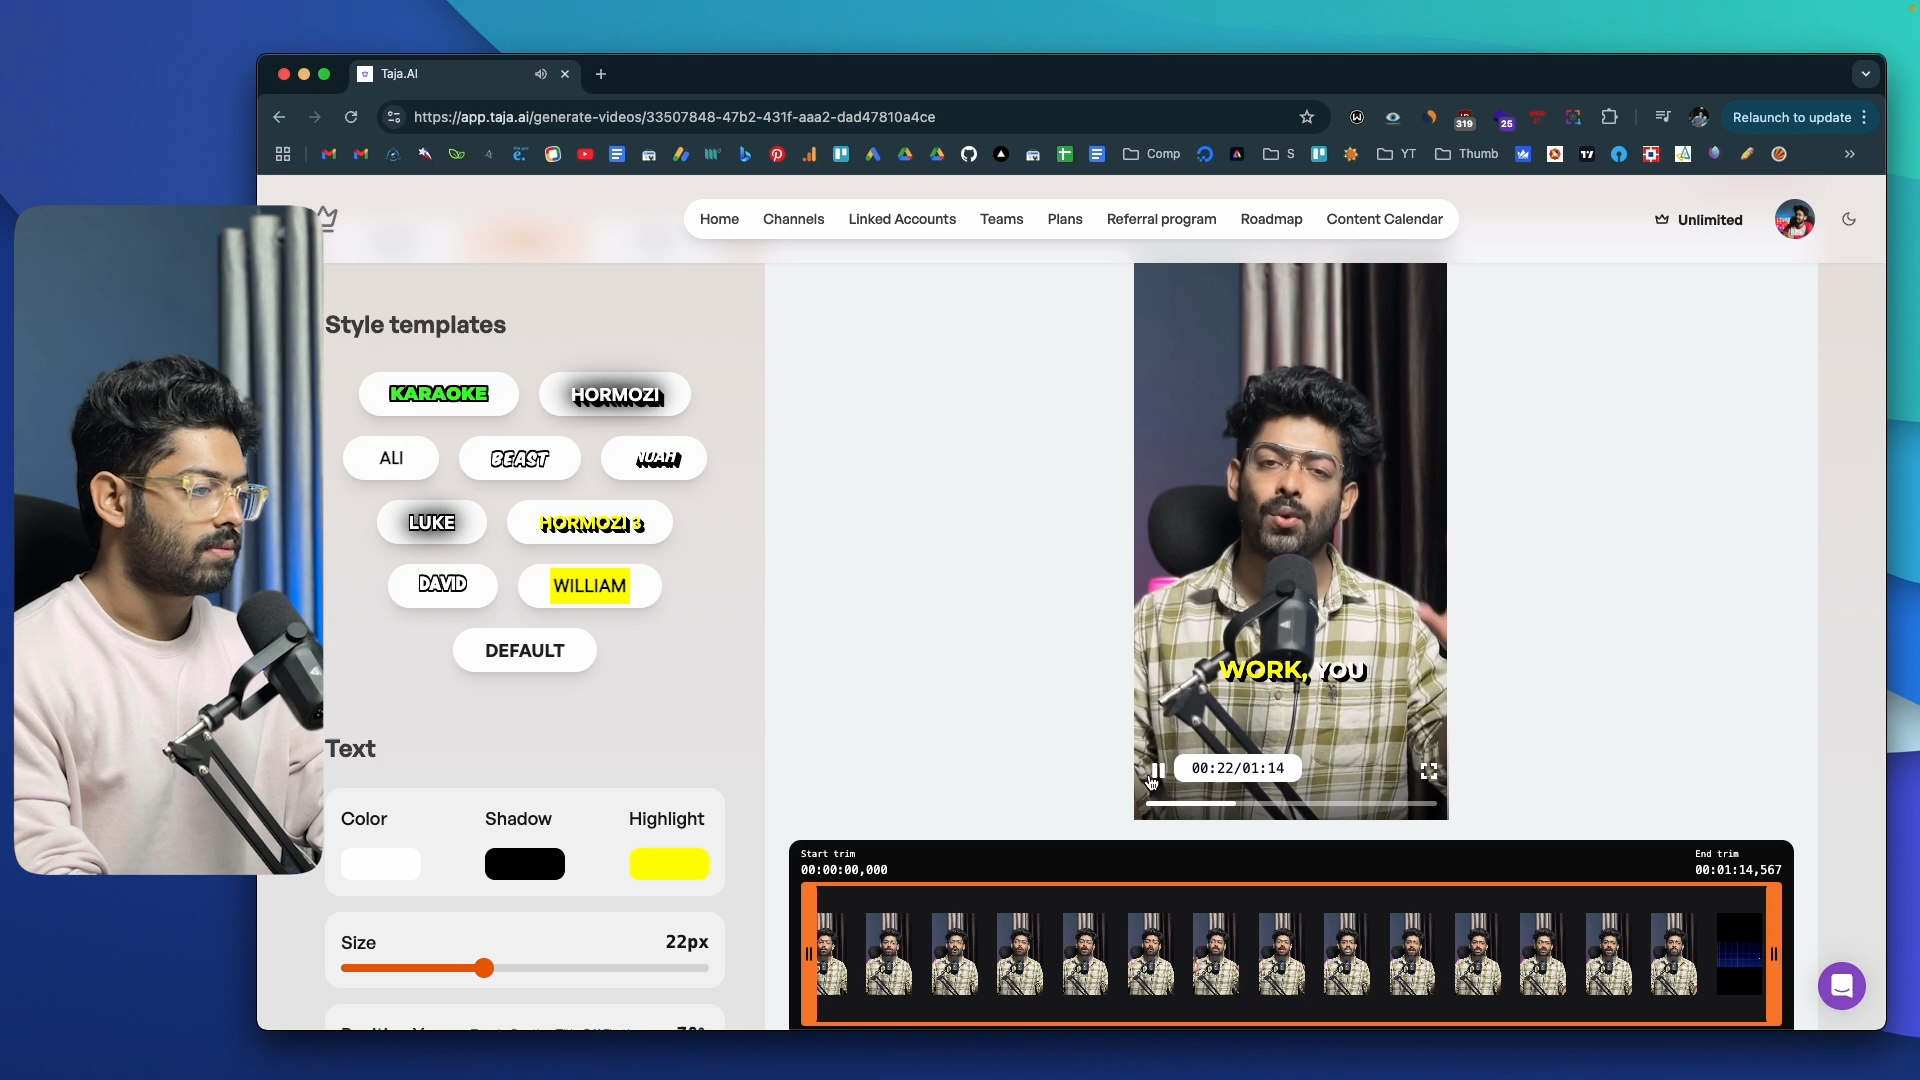 Taja.AI
https://app.taja.ai/generate-videos/33507848-47b2-431f-aaa2-dad47810a4ce
319
25
Relaunch to update
Comp
S
YT
Thumb
Home
Channels
Linked Accounts
Teams
Plans
Referral program
Roadmap
Content Calendar
Unlimited
Style templates
KARAOKE
HORMOZI
ALI
BEAST
NOAH
LUKE
HORMOZI 3
DAVID
WILLIAM
DEFAULT
WORK, YOU
00:22/01:14
Text
Color
Shadow
Highlight
Size
22px
Start trim
00:00:00,000
End trim
00:01:14,567